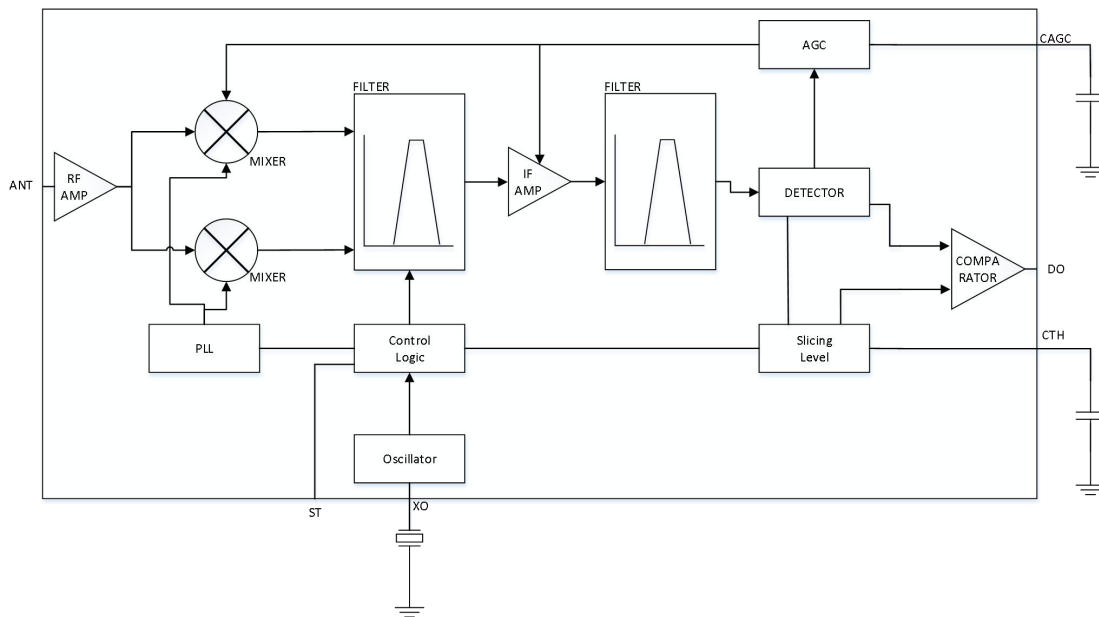 AGC
CAGC
FILTER
FILTER
MIXER
RF
AMP
ANT
IF
AMP
DETECTOR
MIXER
COMPA
RATOR
DO
PLL
Control
Logic
Slicing
Level
CTH
Oscillator
ST
XO